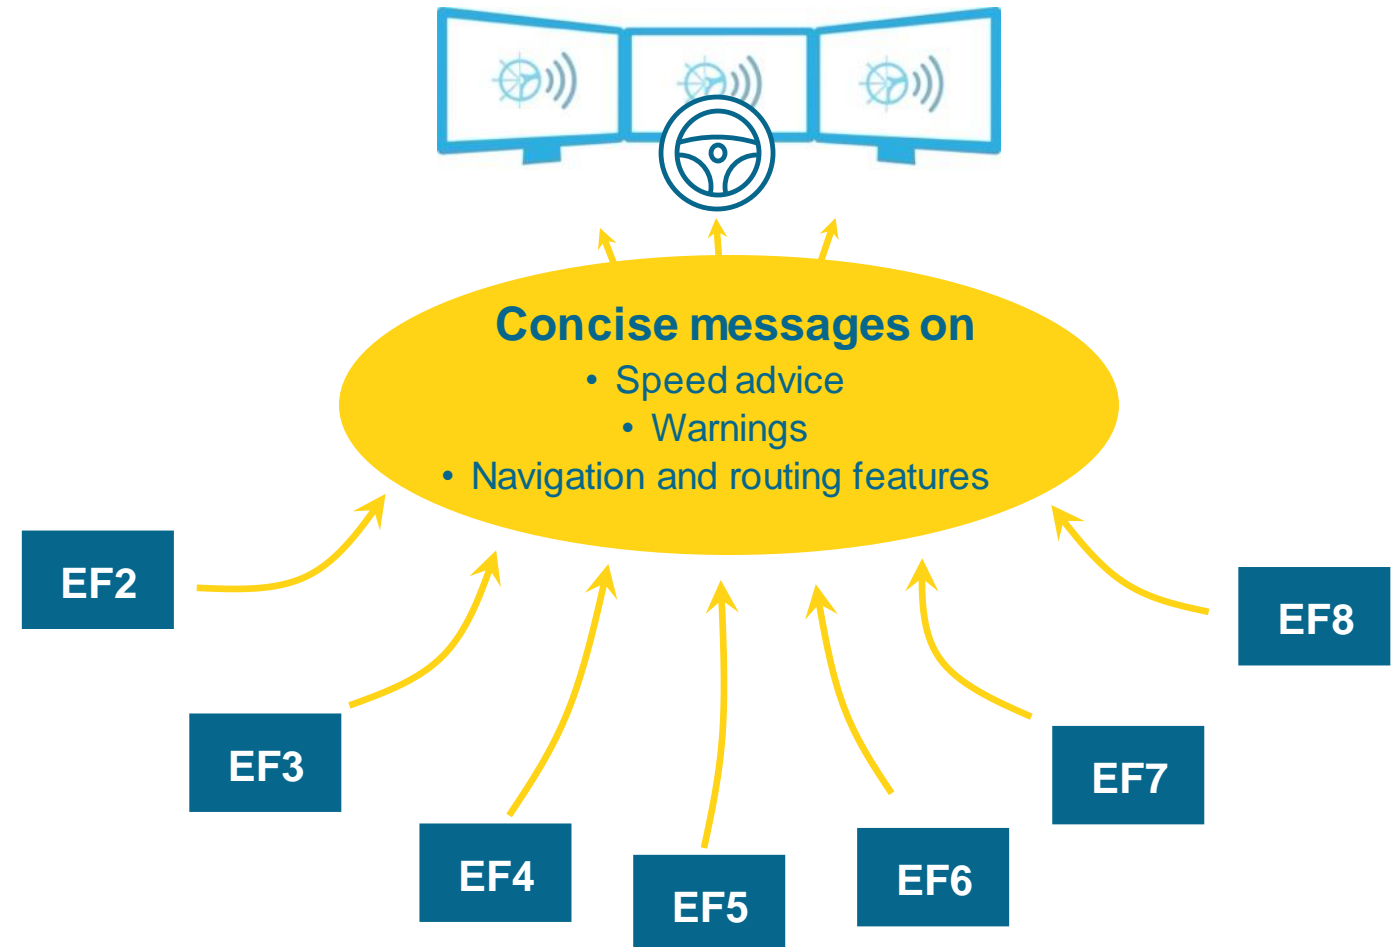 Concise messages on
• Speed advice
• Warnings
• Navigation and routing features
EF2
EF3
EF4
EF5
EF6
EF7
EF8